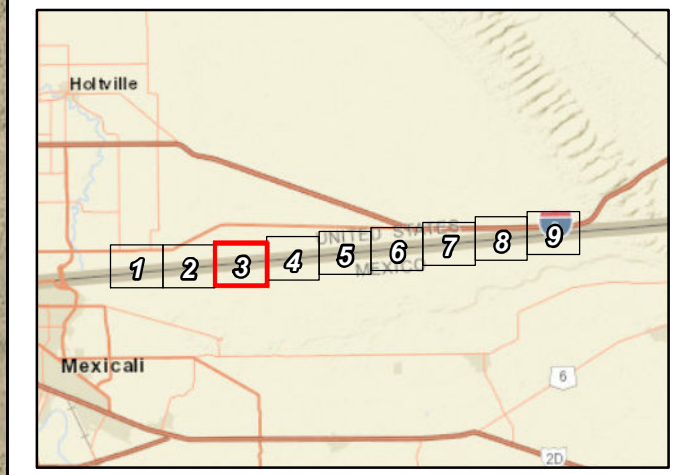 Holtville
UNITED STATES
1 2 3 4 5 6 7 8 9
MEXICO
Mexicali
6
2D